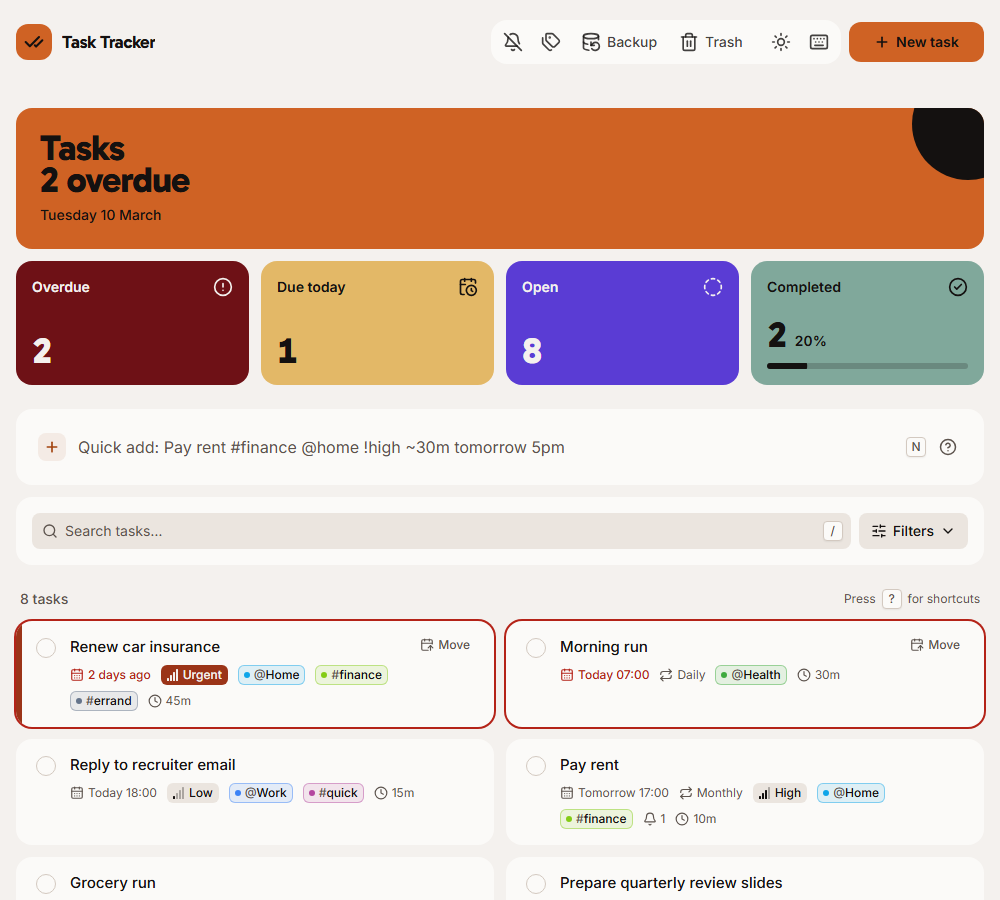 Task Tracker
Backup
Trash
New task
Tasks
2 overdue
Tuesday 10 March
Overdue
2
Due today
1
Open
8
Completed
2 20%
Quick add: Pay rent #finance @home !high ~30m tomorrow 5pm
N
Search tasks...
/
Filters
8 tasks
Press ? for shortcuts
Renew car insurance
Move
2 days ago Urgent @Home #finance
#errand 45m
Morning run
Move
Today 07:00 Daily @Health 30m
Reply to recruiter email
Today 18:00 Low @Work #quick 15m
Pay rent
Tomorrow 17:00 Monthly High @Home
#finance 1 10m
Grocery run
Prepare quarterly review slides